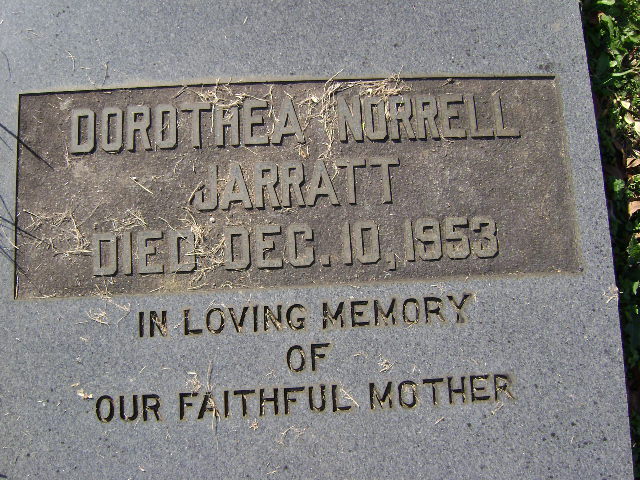 DOROTHEA NORRELL
JARRATT
DIED DEC. 10, 1953
IN LOVING MEMORY
OF
OUR FAITHFUL MOTHER